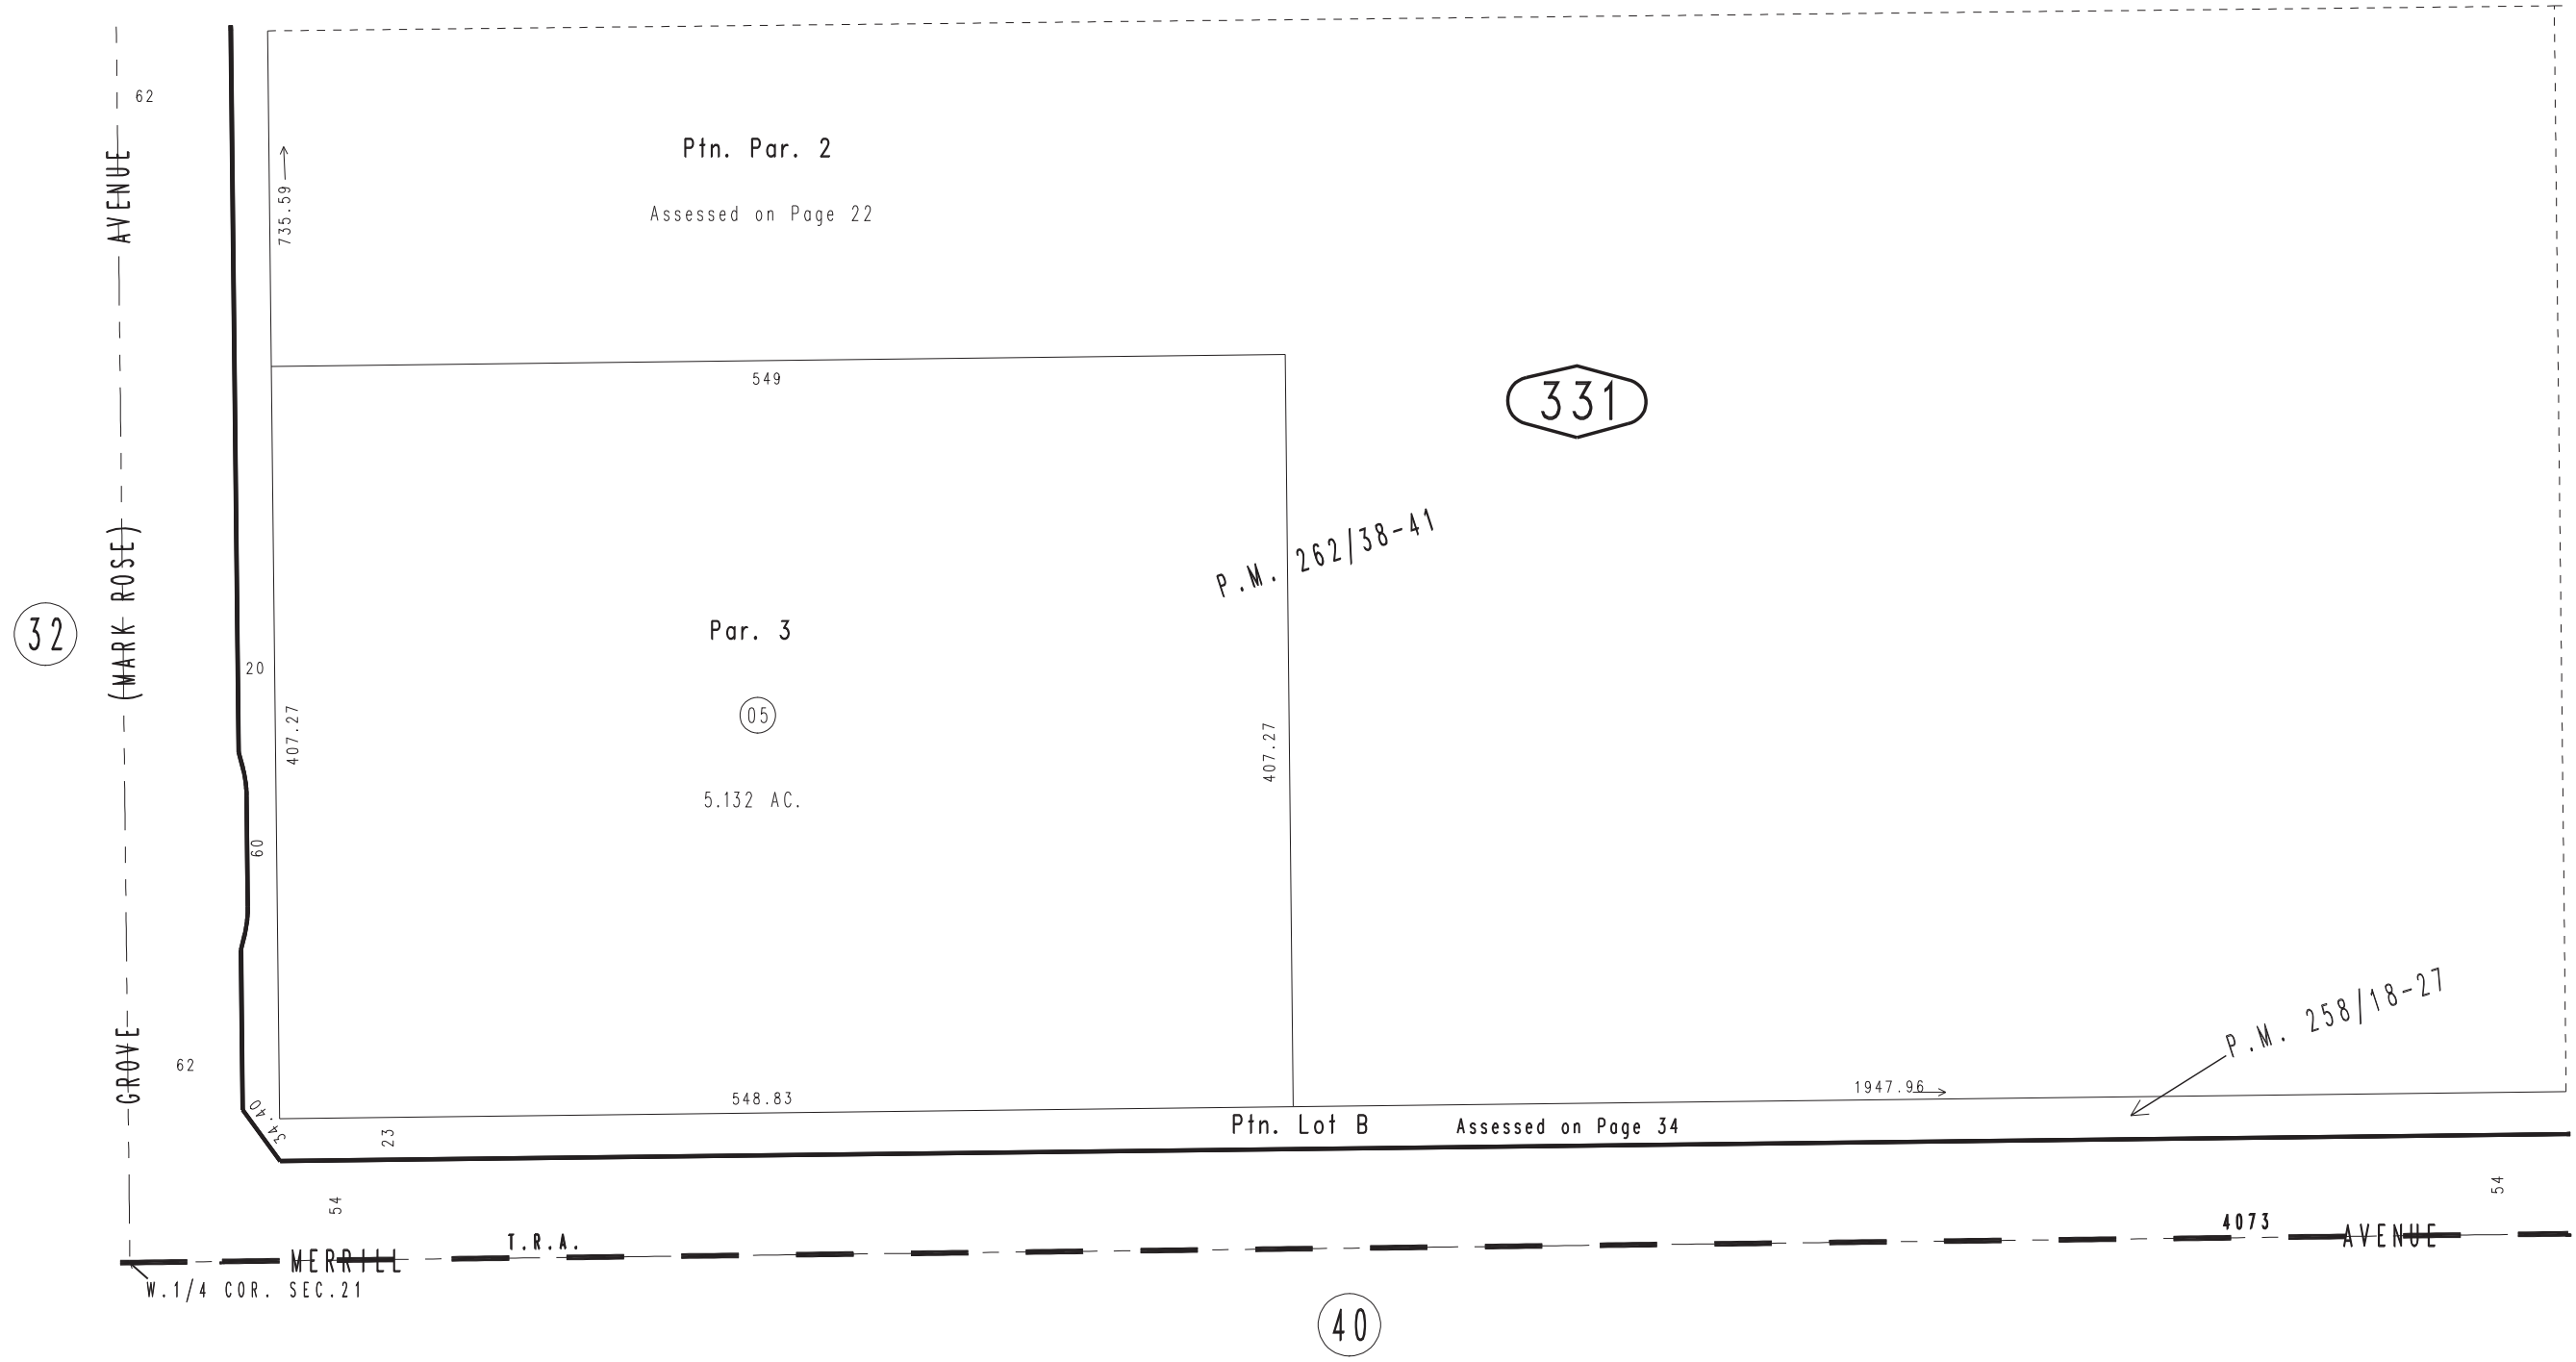 62
AVENUE
735.59
Ptn. Par. 2
Assessed on Page 22
549
331
P.M. 262/38-41
(MARK ROSE)
32
Par. 3
20
05
407.27
407.27
5.132 AC.
60
GROVE
62
P.M. 258/18-27
548.83
1947.96
34.40
23
Ptn. Lot B
Assessed on Page 34
54
54
4073
T.R.A.
MERRILL
AVENUE
W.1/4 COR. SEC.21
40